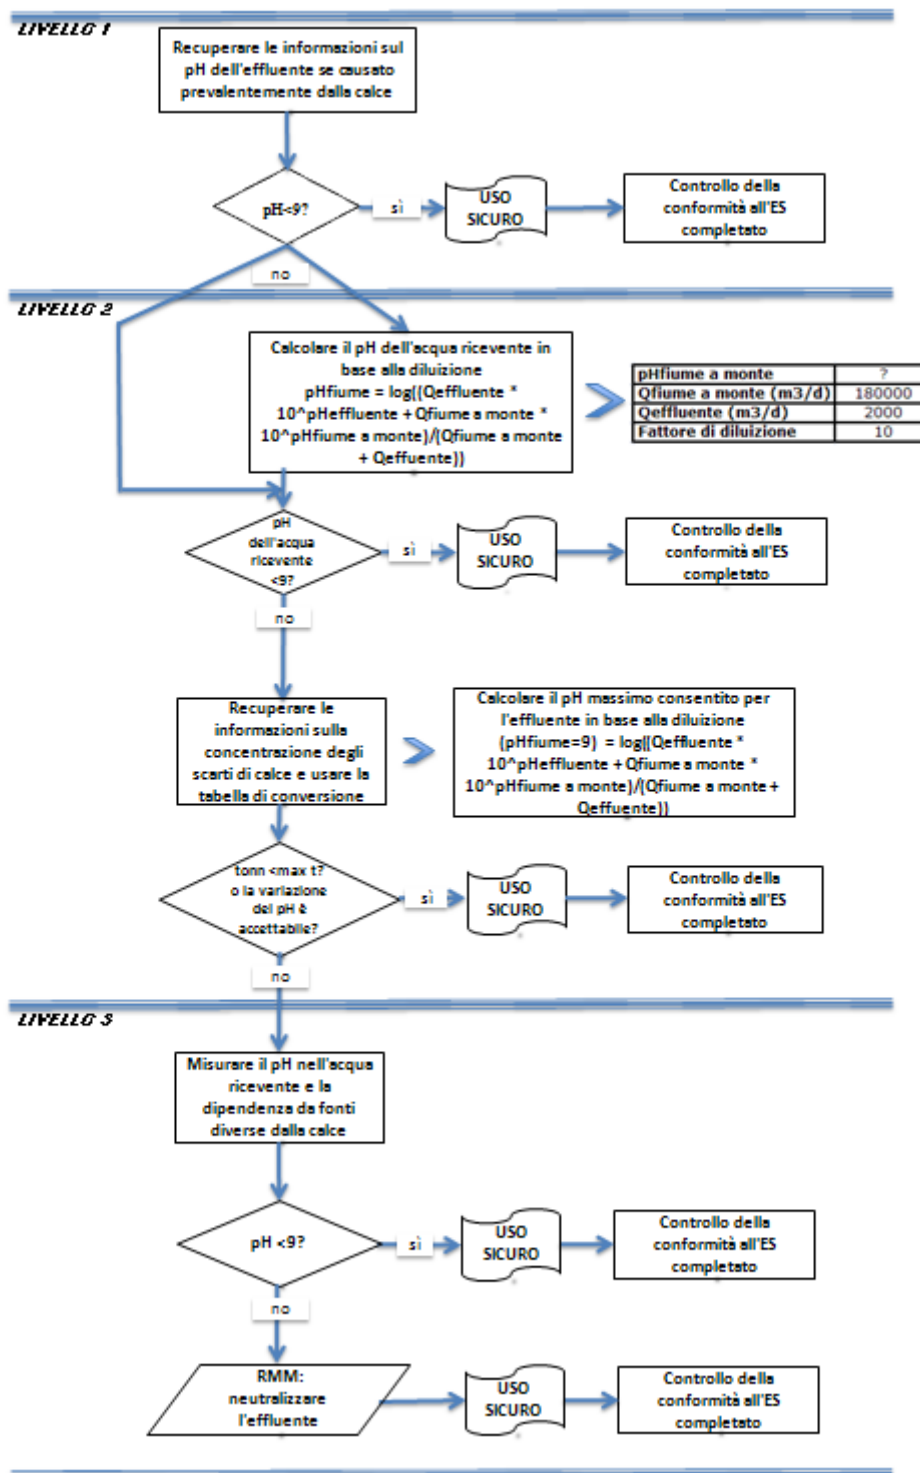 LIVELLO 1
Recuperare le informazioni sul
pH dell'effluente se causato
prevalentemente dalla calce
pH<9?
sì
USO
SICURO
Controllo della
conformità all'ES
completato
no
LIVELLO 2
Calcolare il pH dell'acqua ricevente in
base alla diluizione
pHfiume = log((Qeffluente *
10^pHeffluente + Qfiume a monte *
10^pHfiume a monte)/(Qfiume a monte
+ Qeffuente))
pHfiume a monte ?
Qfiume a monte (m3/d) 180000
Qeffluente (m3/d) 2000
Fattore di diluizione 10
pH
dell'acqua
ricevente
<9?
sì
USO
SICURO
Controllo della
conformità all'ES
completato
no
Recuperare le
informazioni sulla
concentrazione degli
scarti di calce e usare la
tabella di conversione
Calcolare il pH massimo consentito per
l'effluente in base alla diluizione
(pHfiume=9) = log((Qeffluente *
10^pHeffluente + Qfiume a monte *
10^pHfiume a monte)/(Qfiume a monte +
Qeffuente))
tonn <max t?
o la variazione
del pH è
accettabile?
sì
USO
SICURO
Controllo della
conformità all'ES
completato
no
LIVELLO 3
Misurare il pH nell'acqua
ricevente e la
dipendenza da fonti
diverse dalla calce
pH <9?
sì
USO
SICURO
Controllo della
conformità all'ES
completato
no
RMM:
neutralizzare
l'effluente
USO
SICURO
Controllo della
conformità all'ES
completato